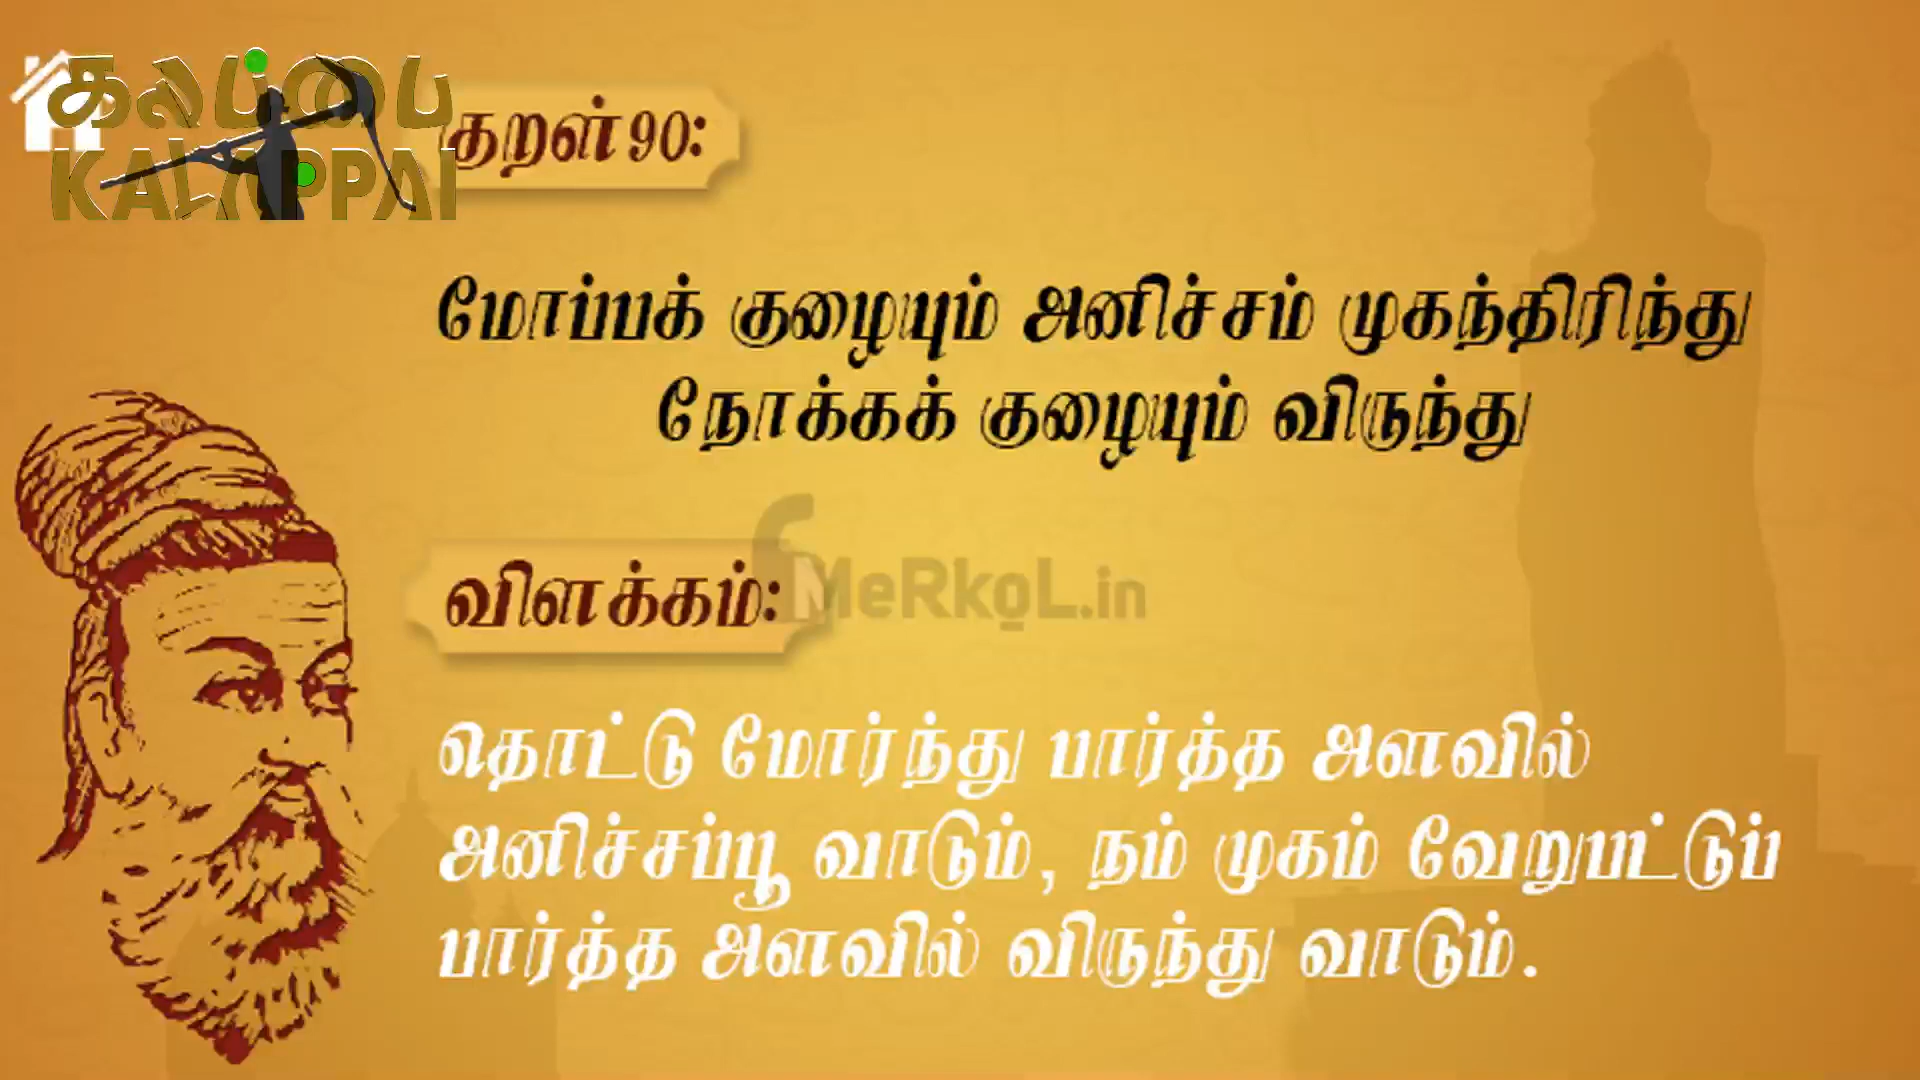 கலப்பை
KALAPPAI
குறள் 90:
மோப்பக் குழையும் அனிச்சம் முகந்திரிந்து
நோக்கக் குழையும் விருந்து
MeRkoL.in
விளக்கம்:
தொட்டு மோர்ந்து பார்த்த அளவில்
அனிச்சப்பூ வாடும், நம் முகம் வேறுபட்டுப்
பார்த்த அளவில் விருந்து வாடும்.